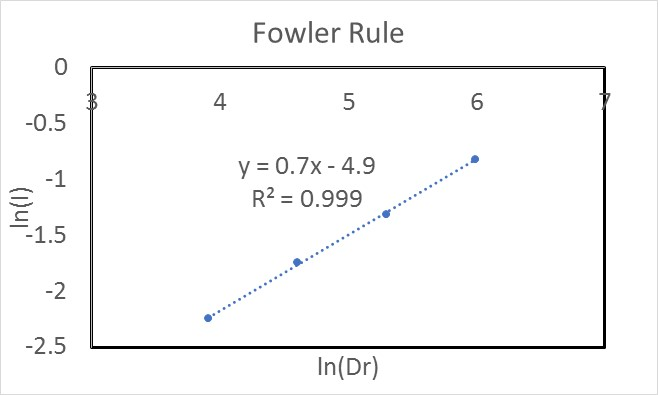 Fowler Rule
0
3 4 5 6 7
-0.5
y = 0.7x - 4.9
-1
R² = 0.999
ln(I)
-1.5
-2
-2.5
ln(Dr)